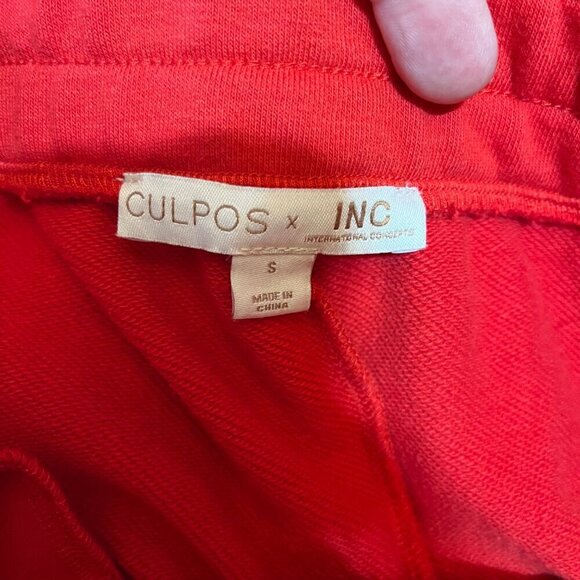 CULPOS x INC
INTERNATIONAL CONCEPTS
S
MADE IN
CHINA